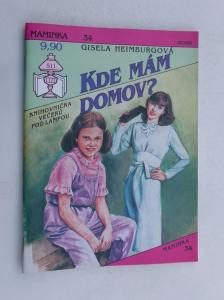 MAMINKA 34
9,90
GISELA HEIMBURGOVÁ
KDE MÁM
DOMOV?
KNIHOVNIČKA
VEČERŮ
POD LAMPOU
MAMINKA
34